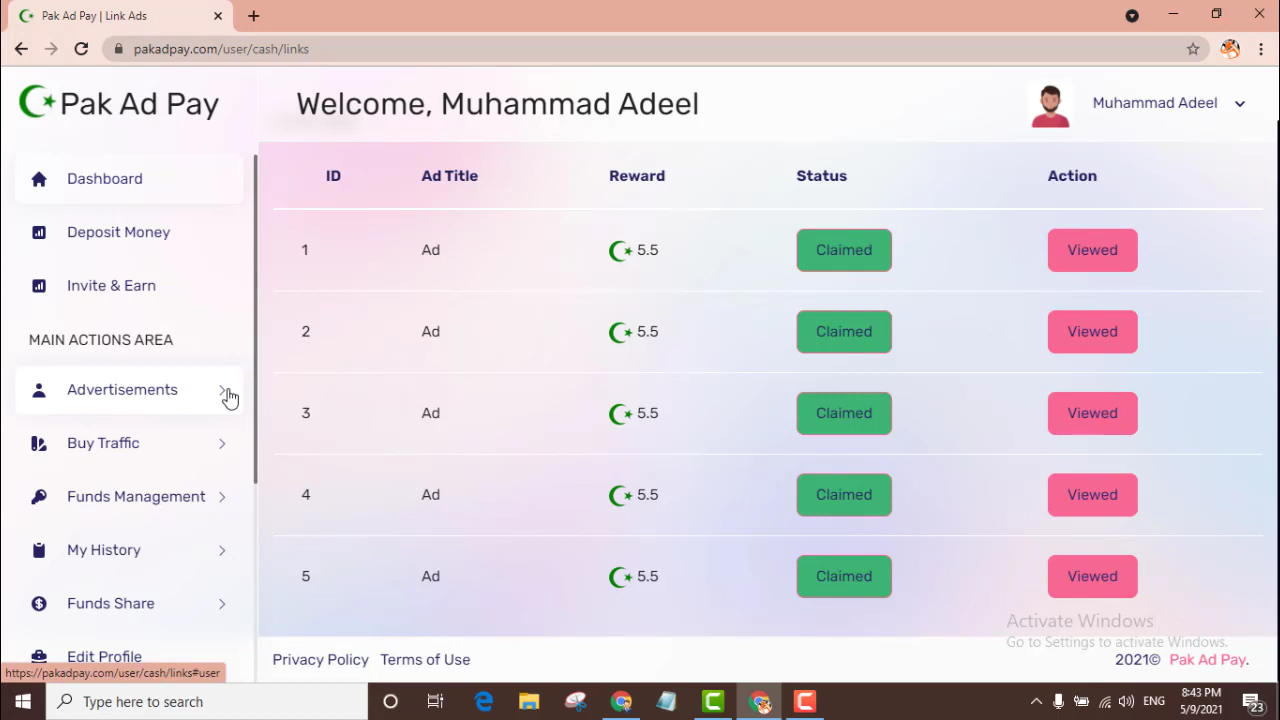 Pak Ad Pay | Link Ads
pakadpay.com/user/cash/links
Pak Ad Pay
Welcome, Muhammad Adeel
Muhammad Adeel
Dashboard
Deposit Money
Invite & Earn
MAIN ACTIONS AREA
Advertisements
Buy Traffic
Funds Management
My History
Funds Share
Edit Profile
ID Ad Title Reward Status Action
1 Ad 5.5 Claimed Viewed
2 Ad 5.5 Claimed Viewed
3 Ad 5.5 Claimed Viewed
4 Ad 5.5 Claimed Viewed
5 Ad 5.5 Claimed Viewed
Activate Windows
Go to Settings to activate Windows.
Privacy Policy Terms of Use
2021© Pak Ad Pay.
https://pakadpay.com/user/cash/links#user
Type here to search
ENG
8:43 PM
5/9/2021
23